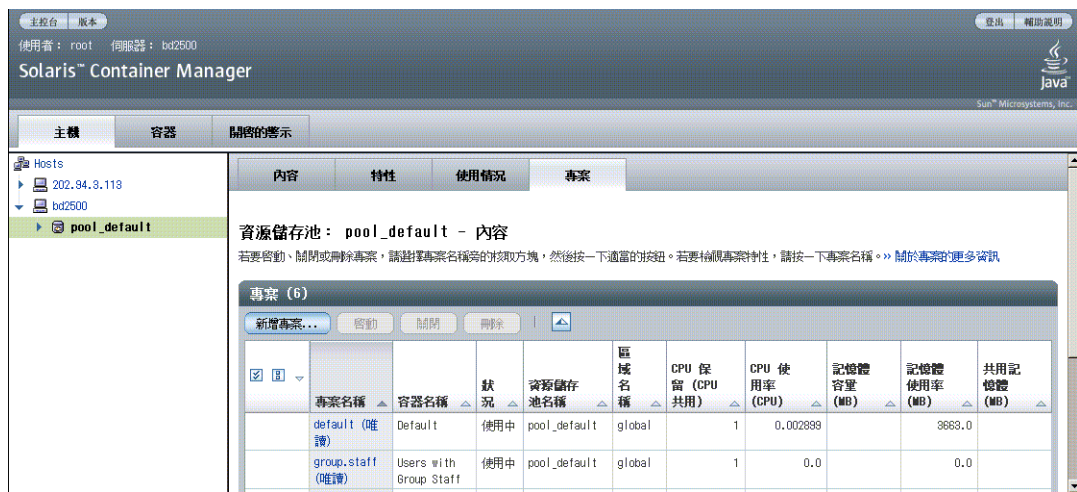 主控台 版本 登出 輔助說明
使用者： root 伺服器： bd2500
Solaris™ Container Manager
Java™
Sun™ Microsystems, Inc.
主機 容器 開啟的警示
Hosts
202.94.3.113
bd2500
pool_default
內容 特性 使用情況 專案
資源儲存池： pool_default - 內容
若要啟動、關閉或刪除專案，請選擇專案名稱旁的核取方塊，然後按一下適當的按鈕。若要檢視專案特性，請按一下專案名稱。» 關於專案的更多資訊
專案 (6)
新增專案... 啟動 關閉 刪除
專案名稱 容器名稱 狀況 資源儲存池名稱 區域名稱 CPU 保留 (CPU 共用) CPU 使用率 (CPU) 記憶體容量 (MB) 記憶體使用率 (MB) 共用記憶體 (MB)
default (唯讀) Default 使用中 pool_default global 1 0.002899 3663.0
group.staff (唯讀) Users with Group Staff 使用中 pool_default global 1 0.0 0.0